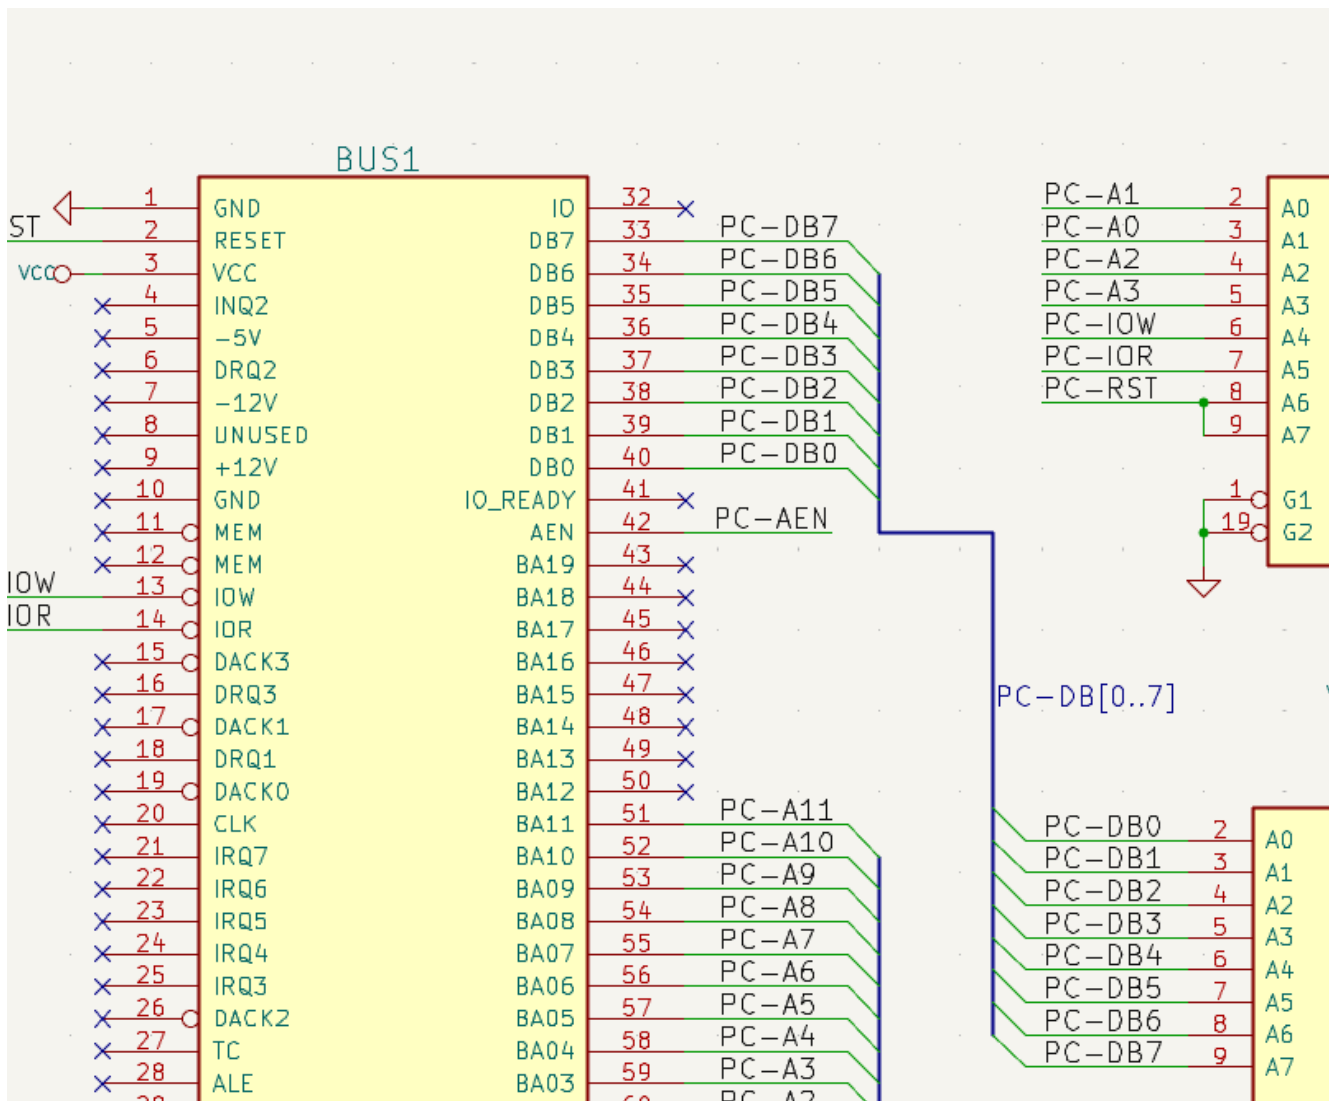 BUS1
1 GND IO 32
ST 2 RESET DB7 33 PC-DB7
VCC 3 VCC DB6 34 PC-DB6
4 INQ2 DB5 35 PC-DB5
5 -5V DB4 36 PC-DB4
6 DRQ2 DB3 37 PC-DB3
7 -12V DB2 38 PC-DB2
8 UNUSED DB1 39 PC-DB1
9 +12V DB0 40 PC-DB0
10 GND IO_READY 41
11 MEM AEN 42 PC-AEN
12 MEM BA19 43
IOW 13 IOW BA18 44
IOR 14 IOR BA17 45
15 DACK3 BA16 46
16 DRQ3 BA15 47
17 DACK1 BA14 48
18 DRQ1 BA13 49
19 DACK0 BA12 50
20 CLK BA11 51 PC-A11
21 IRQ7 BA10 52 PC-A10
22 IRQ6 BA09 53 PC-A9
23 IRQ5 BA08 54 PC-A8
24 IRQ4 BA07 55 PC-A7
25 IRQ3 BA06 56 PC-A6
26 DACK2 BA05 57 PC-A5
27 TC BA04 58 PC-A4
28 ALE BA03 59 PC-A3
PC-A1 2 A0
PC-A0 3 A1
PC-A2 4 A2
PC-A3 5 A3
PC-IOW 6 A4
PC-IOR 7 A5
PC-RST 8 A6
9 A7
1 G1
19 G2
PC-DB[0..7]
PC-DB0 2 A0
PC-DB1 3 A1
PC-DB2 4 A2
PC-DB3 5 A3
PC-DB4 6 A4
PC-DB5 7 A5
PC-DB6 8 A6
PC-DB7 9 A7